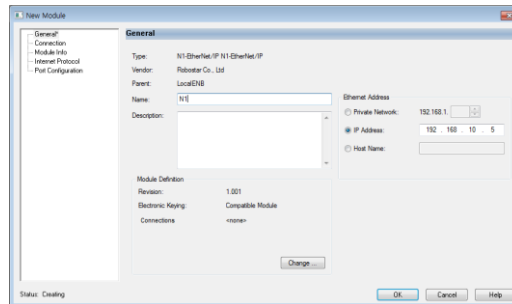 New Module
General*
Connection
Module Info
Internet Protocol
Port Configuration
General
Type: N1-EtherNet/IP N1-EtherNet/IP
Vendor: Robostar Co., Ltd
Parent: LocalENB
Name: N1
Description:
Ethernet Address
Private Network: 192.168.1.
IP Address: 192 . 168 . 10 . 5
Host Name:
Module Definition
Revision: 1.001
Electronic Keying: Compatible Module
Connections <none>
Change ...
Status: Creating
OK Cancel Help